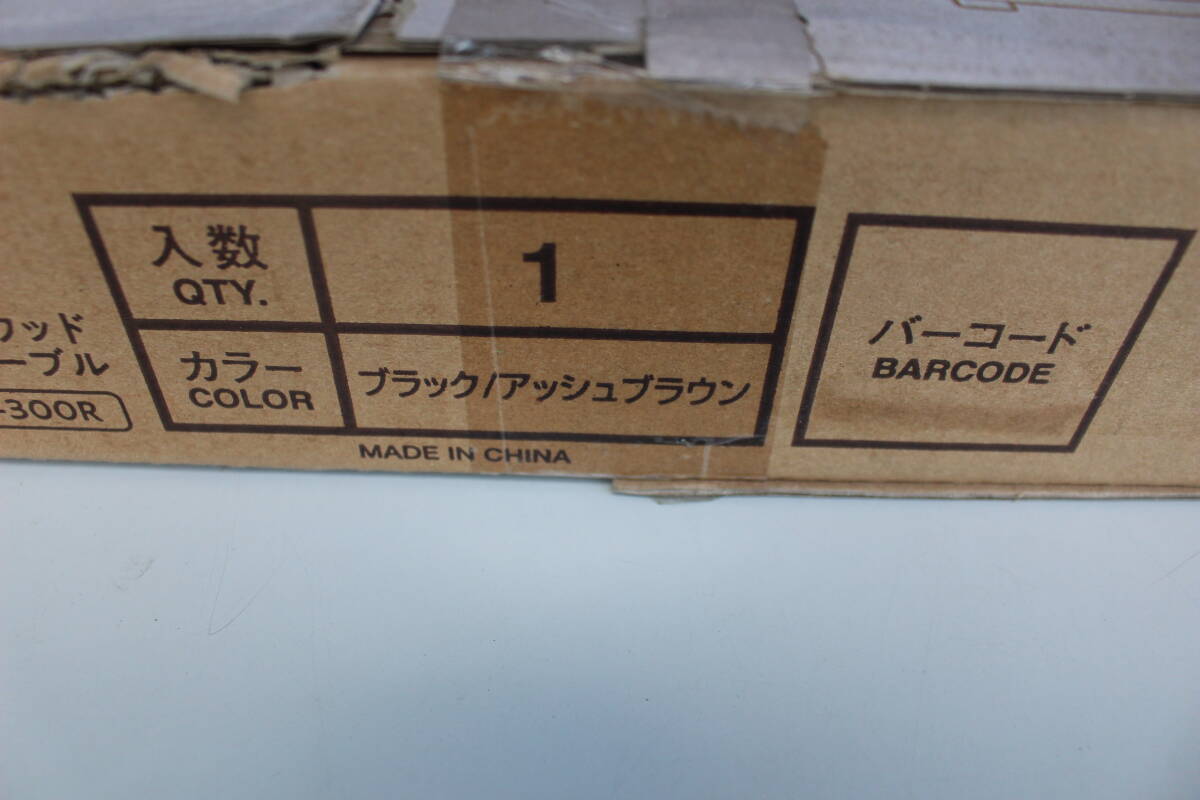 入数
QTY.
1
ウッド
ーブル
-300R
カラー
COLOR
ブラック/アッシュブラウン
MADE IN CHINA
バーコード
BARCODE